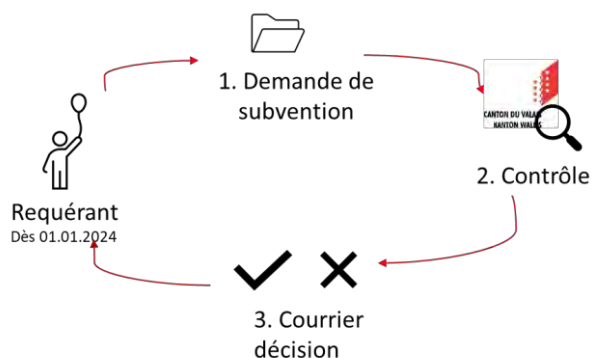 1. Demande de
subvention
CANTON DU VALAIS
KANTON WALLIS
2. Contrôle
Requérant
Dès 01.01.2024
3. Courrier
décision